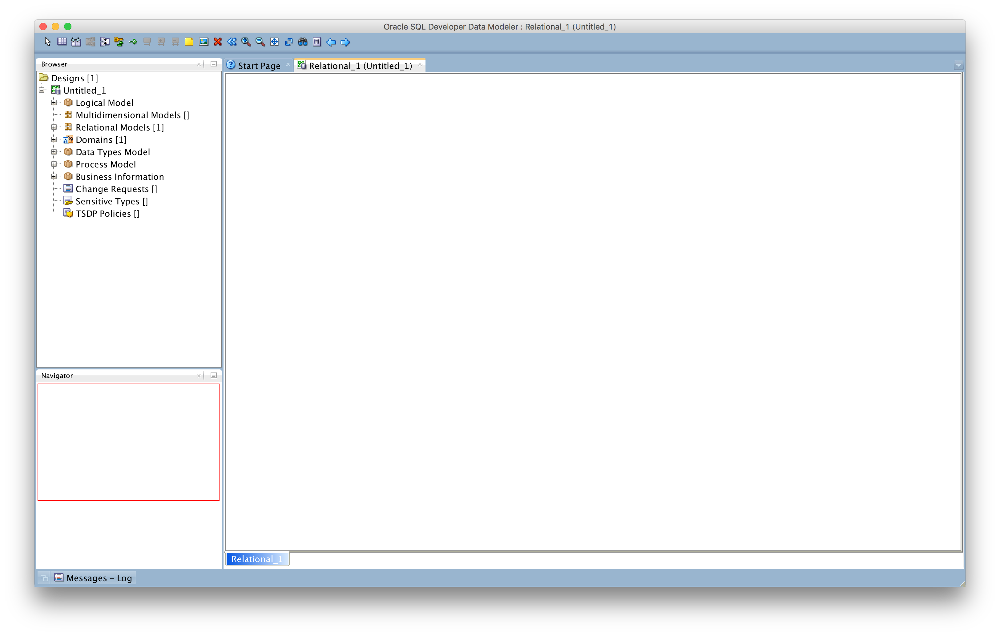 Oracle SQL Developer Data Modeler : Relational_1 (Untitled_1)
Browser
Start Page
Relational_1 (Untitled_1)
Designs [1]
Untitled_1
Logical Model
Multidimensional Models []
Relational Models [1]
Domains [1]
Data Types Model
Process Model
Business Information
Change Requests []
Sensitive Types []
TSDP Policies []
Navigator
Relational_1
Messages – Log